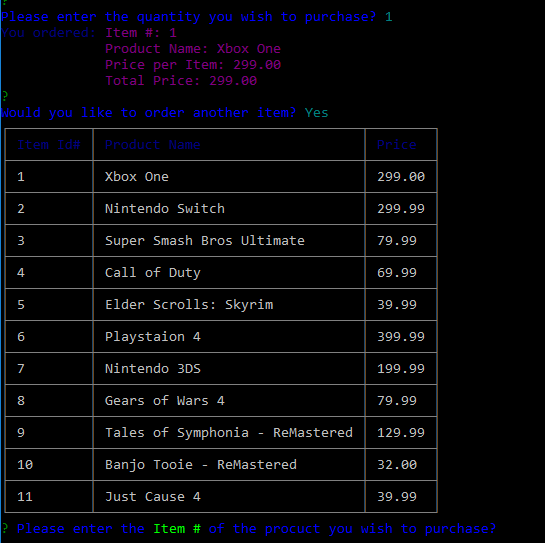 ?
Please enter the quantity you wish to purchase? 1
You ordered: Item #: 1
Product Name: Xbox One
Price per Item: 299.00
Total Price: 299.00
?
Would you like to order another item? Yes
Item Id# Product Name Price
1 Xbox One 299.00
2 Nintendo Switch 299.99
3 Super Smash Bros Ultimate 79.99
4 Call of Duty 69.99
5 Elder Scrolls: Skyrim 39.99
6 Playstaion 4 399.99
7 Nintendo 3DS 199.99
8 Gears of Wars 4 79.99
9 Tales of Symphonia - ReMastered 129.99
10 Banjo Tooie - ReMastered 32.00
11 Just Cause 4 39.99
? Please enter the Item # of the procuct you wish to purchase?